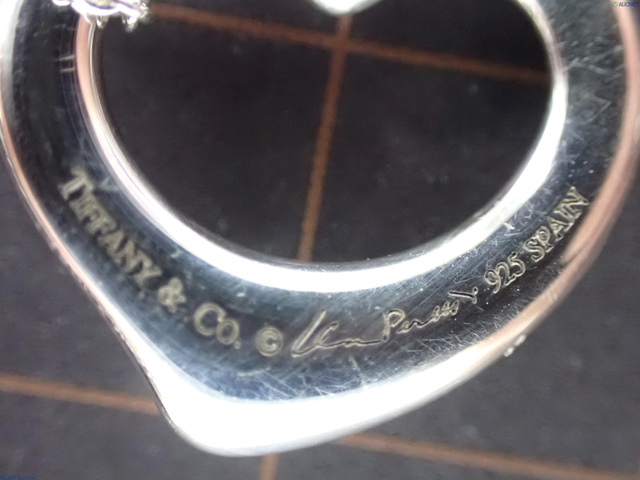 TIFFANY & CO. © Elsa Peretti 925 SPAIN